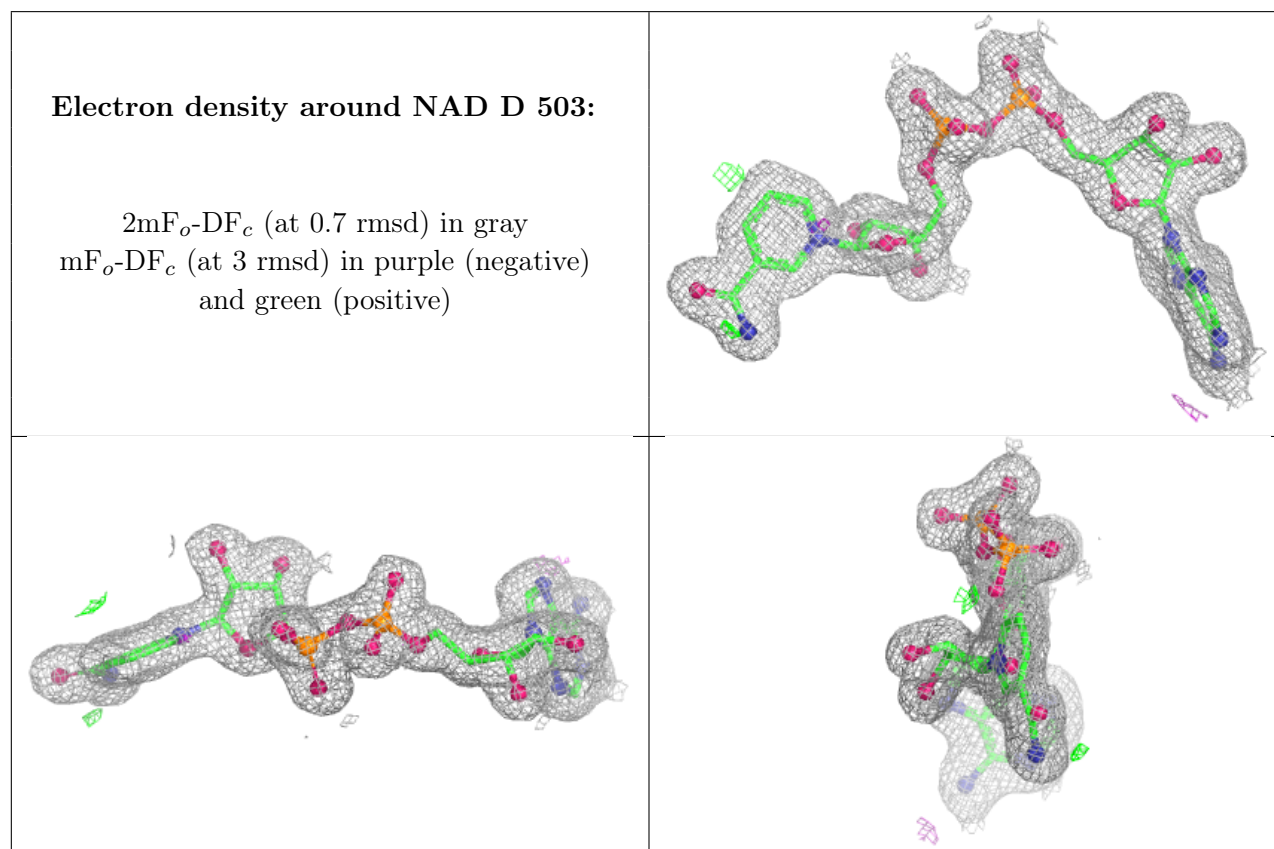 Electron density around NAD D 503:
2mFo-DFc (at 0.7 rmsd) in gray
mFo-DFc (at 3 rmsd) in purple (negative)
and green (positive)